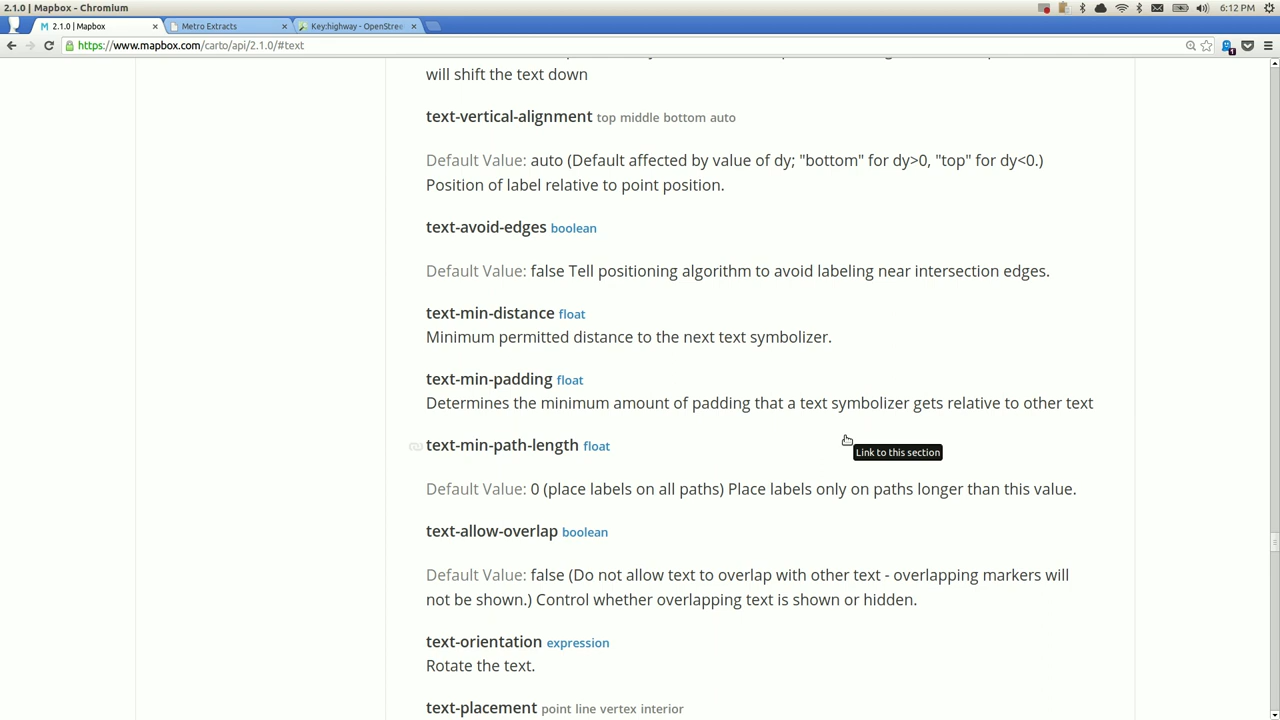 2.1.0 | Mapbox - Chromium
6:12 PM
2.1.0 | Mapbox
Metro Extracts
Key:highway - OpenStree
https://www.mapbox.com/carto/api/2.1.0/#text
will shift the text down
text-vertical-alignment top middle bottom auto
Default Value: auto (Default affected by value of dy; "bottom" for dy>0, "top" for dy<0.)
Position of label relative to point position.
text-avoid-edges boolean
Default Value: false Tell positioning algorithm to avoid labeling near intersection edges.
text-min-distance float
Minimum permitted distance to the next text symbolizer.
text-min-padding float
Determines the minimum amount of padding that a text symbolizer gets relative to other text
text-min-path-length float
Link to this section
Default Value: 0 (place labels on all paths) Place labels only on paths longer than this value.
text-allow-overlap boolean
Default Value: false (Do not allow text to overlap with other text - overlapping markers will
not be shown.) Control whether overlapping text is shown or hidden.
text-orientation expression
Rotate the text.
text-placement point line vertex interior